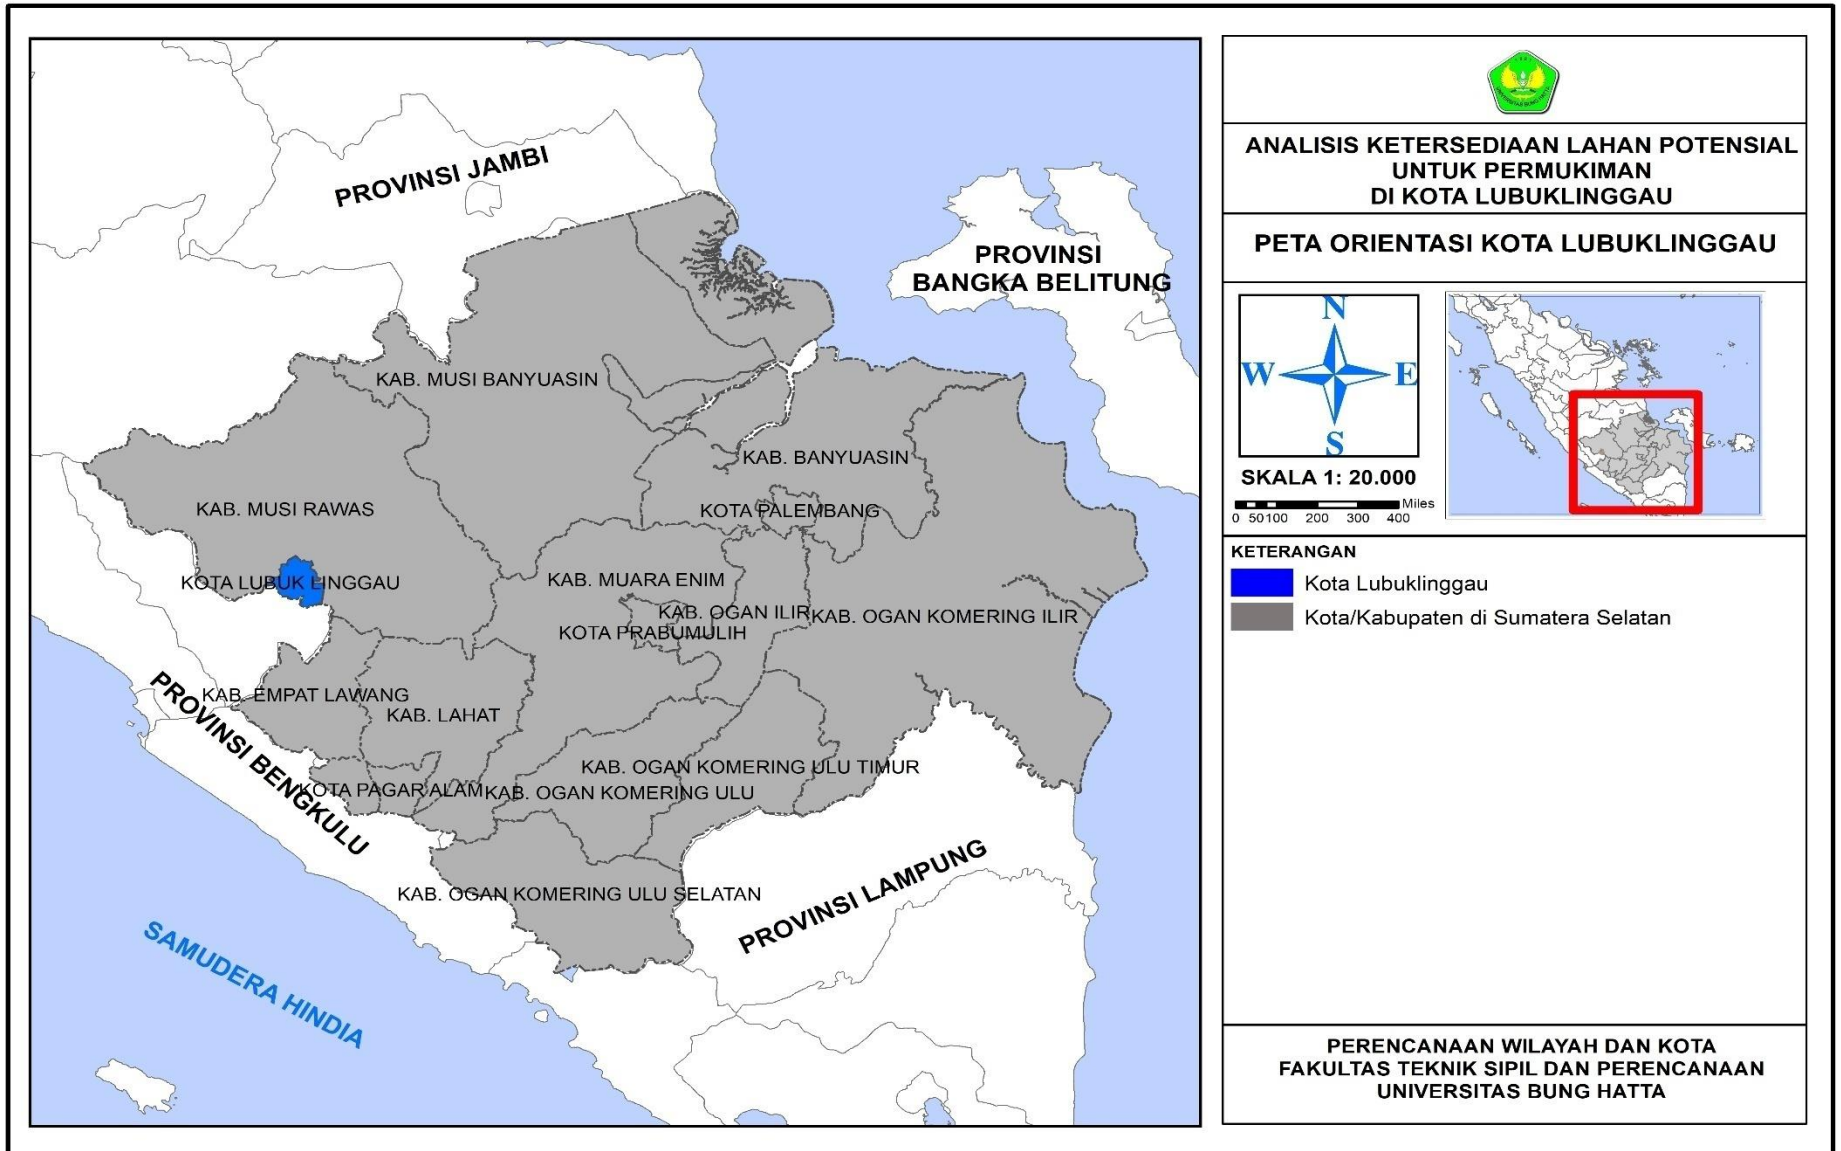 PROVINSI JAMBI
PROVINSI
BANGKA BELITUNG
KAB. MUSI BANYUASIN
KAB. BANYUASIN
KAB. MUSI RAWAS
KOTA PALEMBANG
KOTA LUBUK LINGGAU
KAB. MUARA ENIM
KAB. OGAN ILIR
KAB. OGAN KOMERING ILIR
KOTA PRABUMULIH
KAB. EMPAT LAWANG
KAB. LAHAT
PROVINSI BENGKULU
KAB. OGAN KOMERING ULU TIMUR
KOTA PAGAR ALAM
KAB. OGAN KOMERING ULU
KAB. OGAN KOMERING ULU SELATAN
PROVINSI LAMPUNG
SAMUDERA HINDIA
ANALISIS KETERSEDIAAN LAHAN POTENSIAL
UNTUK PERMUKIMAN
DI KOTA LUBUKLINGGAU
PETA ORIENTASI KOTA LUBUKLINGGAU
N
W E
S
SKALA 1: 20.000
Miles
0 50 100 200 300 400
KETERANGAN
Kota Lubuklinggau
Kota/Kabupaten di Sumatera Selatan
PERENCANAAN WILAYAH DAN KOTA
FAKULTAS TEKNIK SIPIL DAN PERENCANAAN
UNIVERSITAS BUNG HATTA